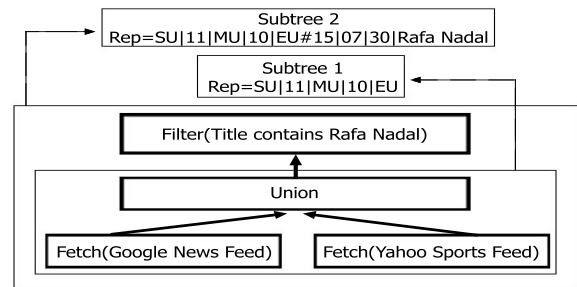 Subtree 2
Rep=SU|11|MU|10|EU#15|07|30|Rafa Nadal
Subtree 1
Rep=SU|11|MU|10|EU
Filter(Title contains Rafa Nadal)
Union
Fetch(Google News Feed)
Fetch(Yahoo Sports Feed)